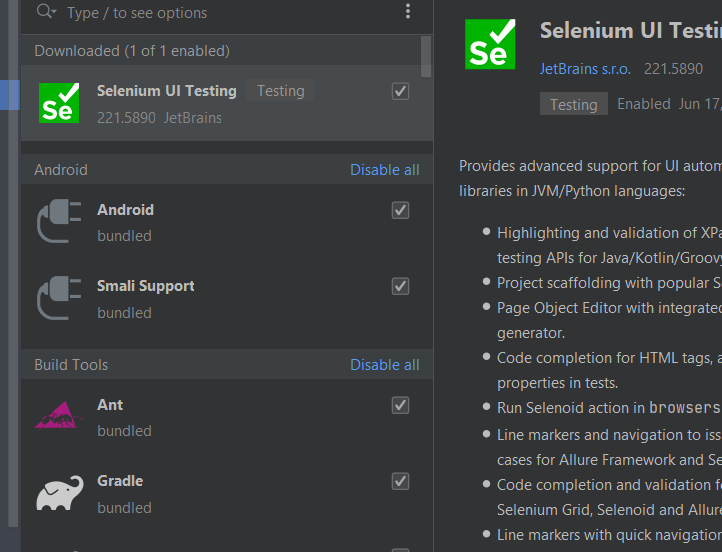 Type / to see options
Downloaded (1 of 1 enabled)
Se
Selenium UI Testing Testing
221.5890 JetBrains
Android Disable all
Android
bundled
Smali Support
bundled
Build Tools Disable all
Ant
bundled
Gradle
bundled
Se
Selenium UI Testi
JetBrains s.r.o. 221.5890
Testing Enabled Jun 17,
Provides advanced support for UI autom
libraries in JVM/Python languages:
Highlighting and validation of XPa
testing APIs for Java/Kotlin/Groovy
Project scaffolding with popular S
Page Object Editor with integrated
generator.
Code completion for HTML tags, a
properties in tests.
Run Selenoid action in browsers
Line markers and navigation to iss
cases for Allure Framework and Se
Code completion and validation f
Selenium Grid, Selenoid and Allure
Line markers with quick navigation